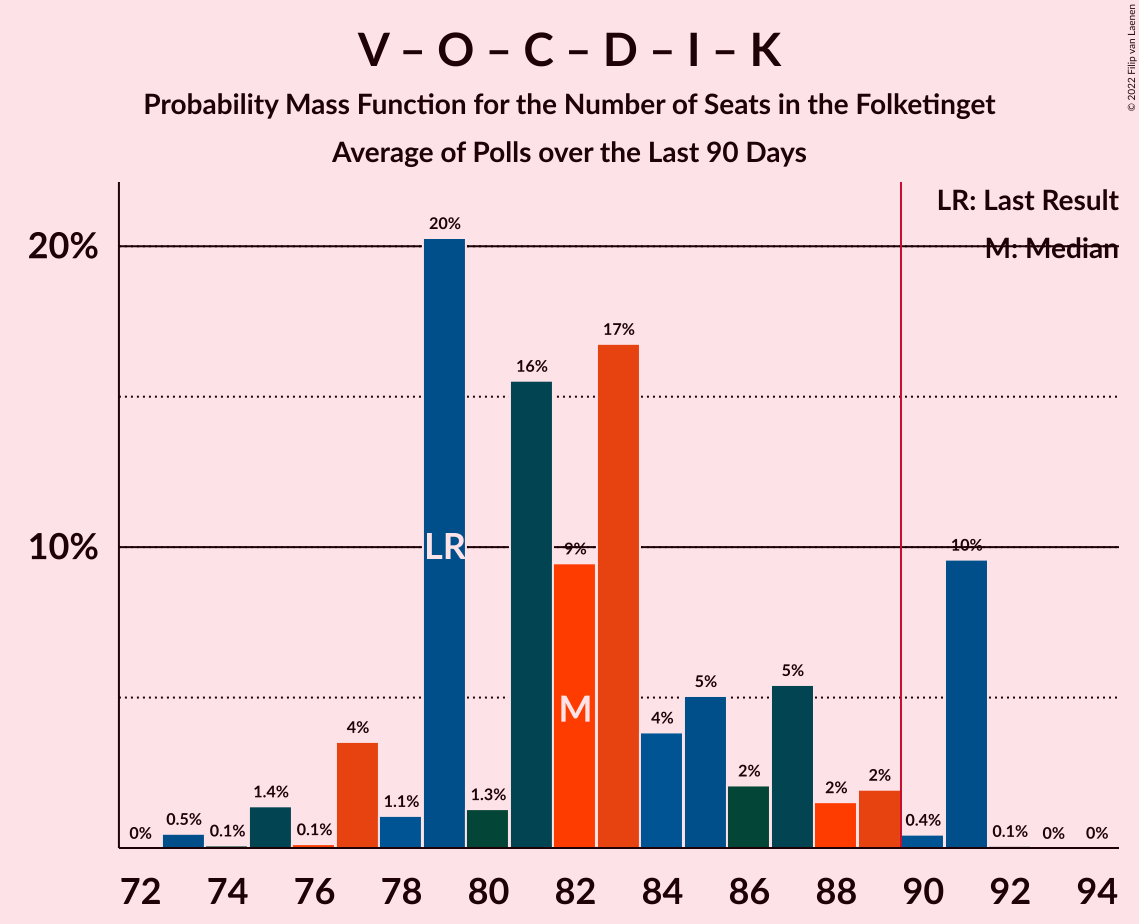 V – O – C – D – I – K
Probability Mass Function for the Number of Seats in the Folketinget
Average of Polls over the Last 90 Days
© 2022 Filip van Laenen
LR: Last Result
M: Median
20%
10%
0%
0.5%
0.1%
1.4%
0.1%
4%
1.1%
20%
1.3%
16%
9%
17%
4%
5%
2%
5%
2%
2%
0.4%
10%
0.1%
0%
0%
LR
M
72 74 76 78 80 82 84 86 88 90 92 94